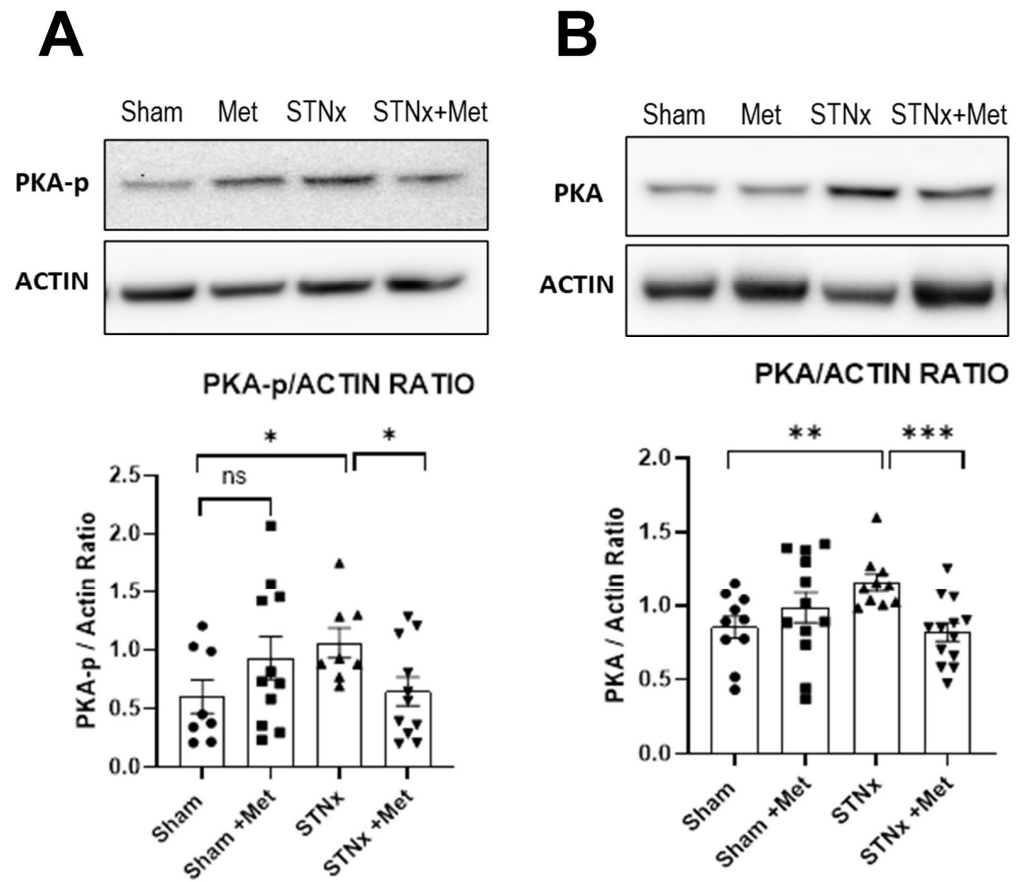 A
B
Sham Met STNx STNx+Met
PKA-p
ACTIN
Sham Met STNx STNx+Met
PKA
ACTIN
PKA-p/ACTIN RATIO
* *
ns
PKA-p / Actin Ratio
2.5
2.0
1.5
1.0
0.5
0.0
Sham
Sham +Met
STNx
STNx +Met
PKA/ACTIN RATIO
** ***
PKA / Actin Ratio
2.0
1.5
1.0
0.5
0.0
Sham
Sham +Met
STNx
STNx +Met